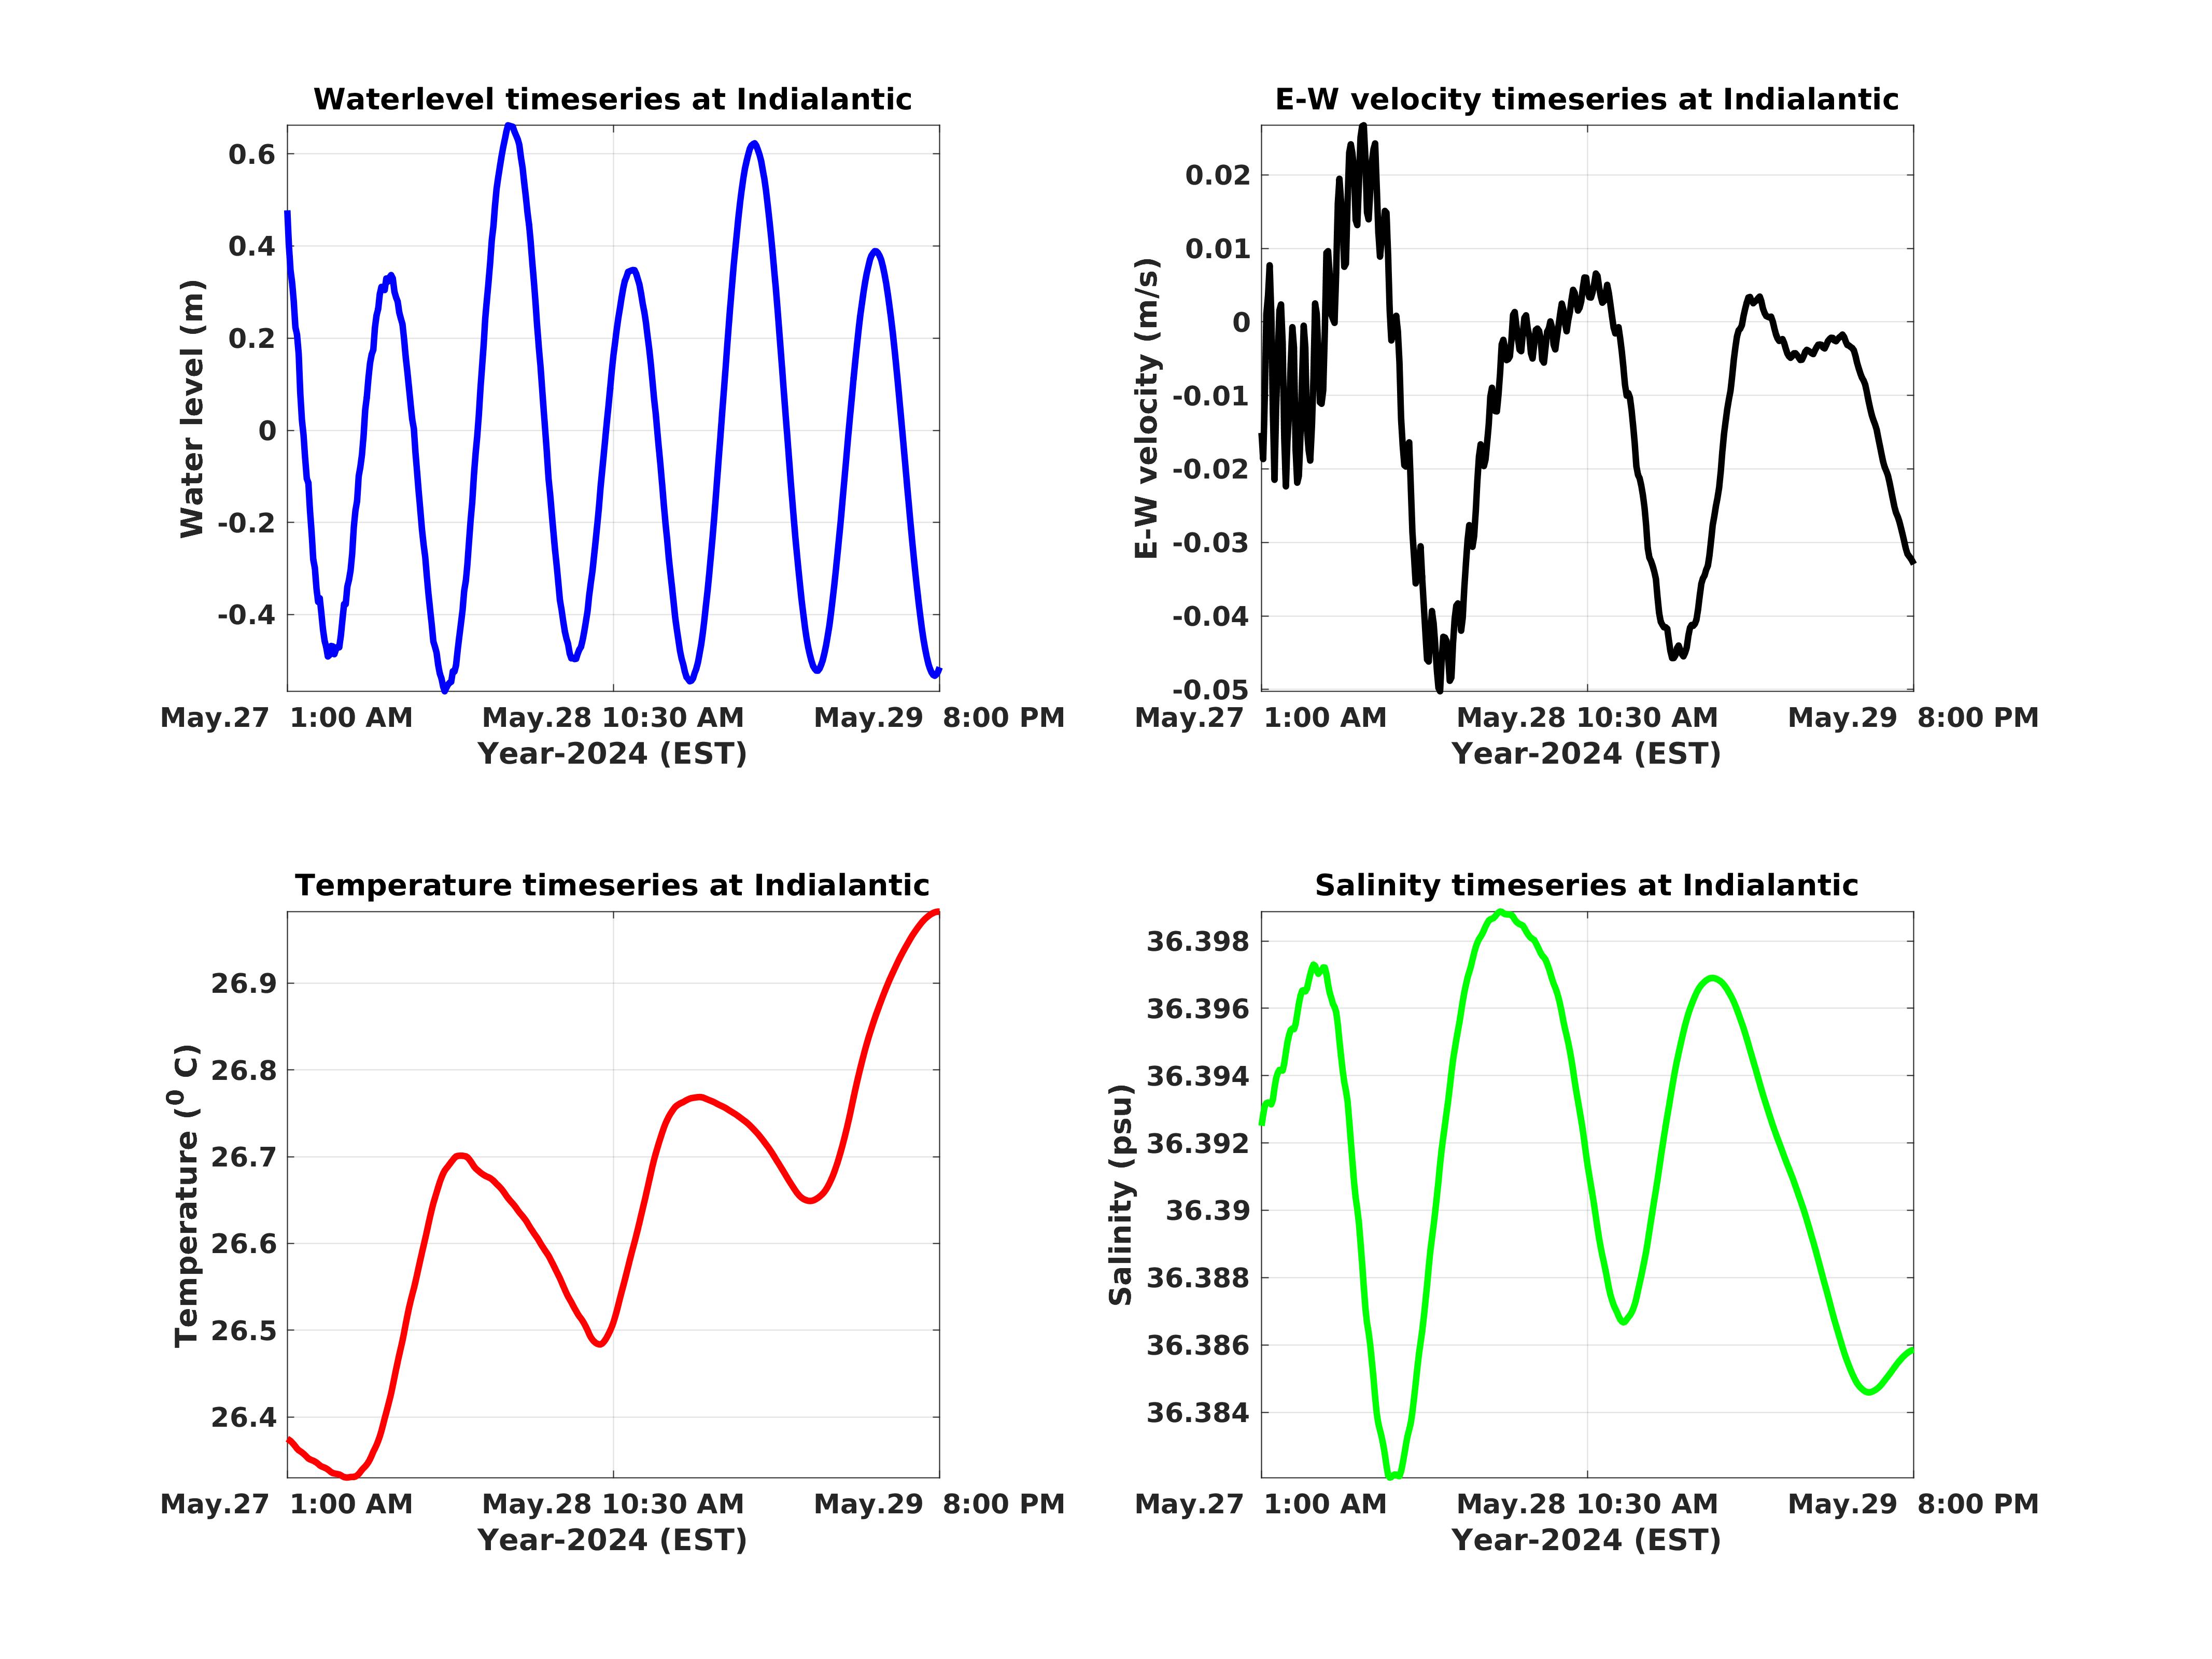 Waterlevel timeseries at Indialantic
Water level (m)
0.6
0.4
0.2
0
-0.2
-0.4
May.27 1:00 AM
May.28 10:30 AM
May.29 8:00 PM
Year-2024 (EST)
E-W velocity timeseries at Indialantic
E-W velocity (m/s)
0.02
0.01
0
-0.01
-0.02
-0.03
-0.04
-0.05
May.27 1:00 AM
May.28 10:30 AM
May.29 8:00 PM
Year-2024 (EST)
Temperature timeseries at Indialantic
Temperature (⁰ C)
26.9
26.8
26.7
26.6
26.5
26.4
May.27 1:00 AM
May.28 10:30 AM
May.29 8:00 PM
Year-2024 (EST)
Salinity timeseries at Indialantic
Salinity (psu)
36.398
36.396
36.394
36.392
36.39
36.388
36.386
36.384
May.27 1:00 AM
May.28 10:30 AM
May.29 8:00 PM
Year-2024 (EST)